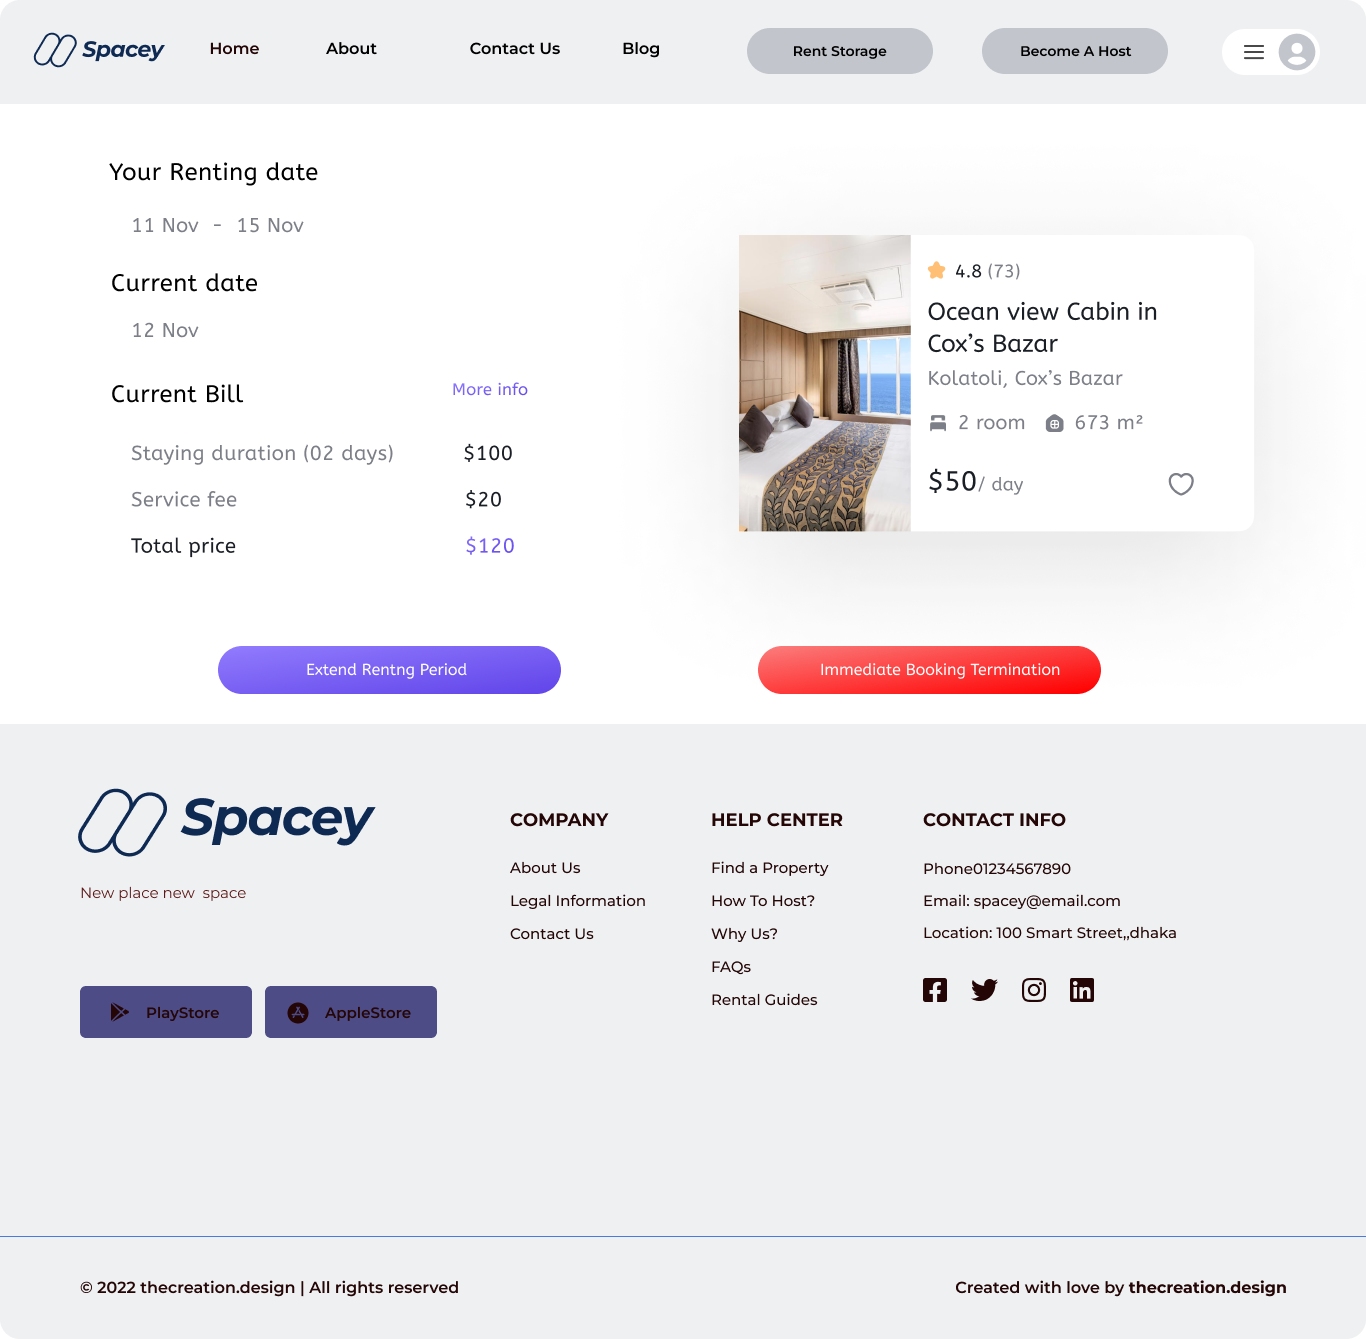 Spacey
Home
About
Contact Us
Blog
Rent Storage
Become A Host
Your Renting date
11 Nov - 15 Nov
Current date
12 Nov
Current Bill
More info
Staying duration (02 days)
$100
Service fee
$20
Total price
$120
4.8 (73)
Ocean view Cabin in
Cox’s Bazar
Kolatoli, Cox’s Bazar
2 room
673 m²
$50/ day
Extend Rentng Period
Immediate Booking Termination
Spacey
New place new space
PlayStore
AppleStore
COMPANY
About Us
Legal Information
Contact Us
HELP CENTER
Find a Property
How To Host?
Why Us?
FAQs
Rental Guides
CONTACT INFO
Phone01234567890
Email: spacey@email.com
Location: 100 Smart Street,,dhaka
© 2022 thecreation.design | All rights reserved
Created with love by thecreation.design